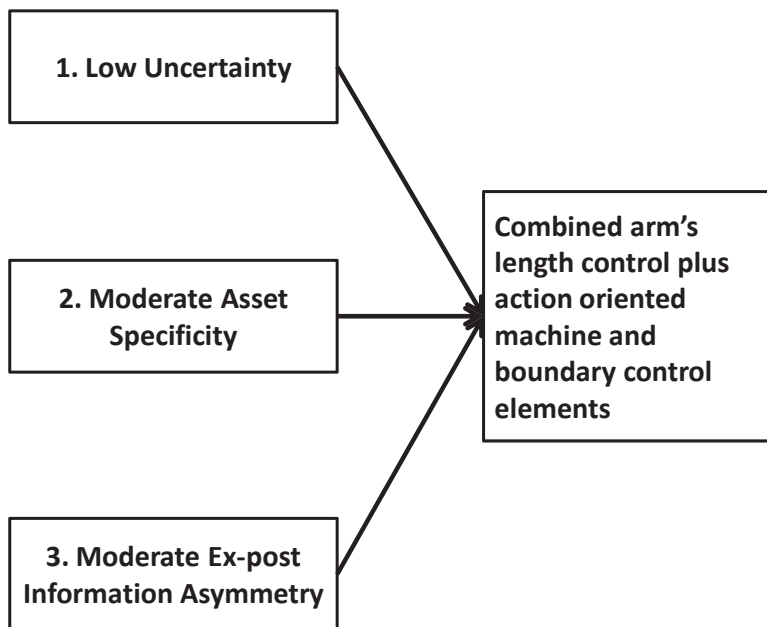 1. Low Uncertainty
2. Moderate Asset
Specificity
3. Moderate Ex-post
Information Asymmetry
Combined arm's
length control plus
action oriented
machine and
boundary control
elements